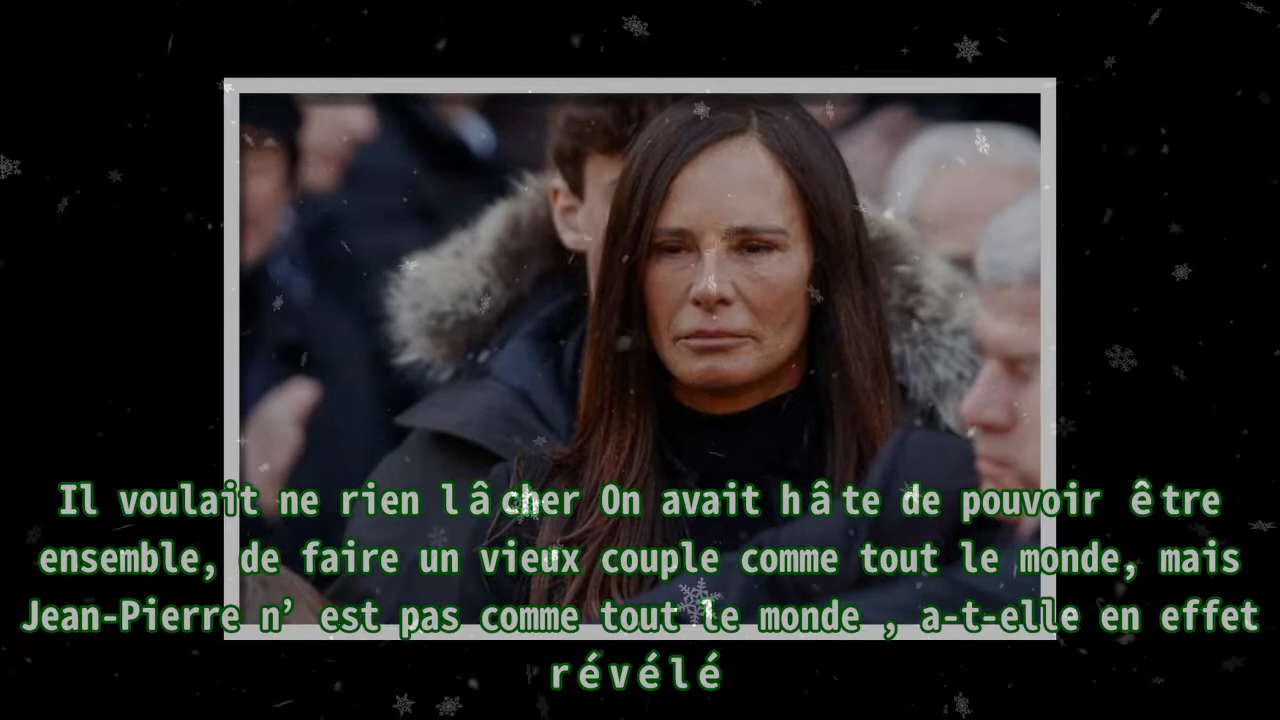 Il voulait ne rien lâcher On avait hâte de pouvoir être
ensemble, de faire un vieux couple comme tout le monde, mais
Jean-Pierre n’ est pas comme tout le monde , a-t-elle en effet
révélé